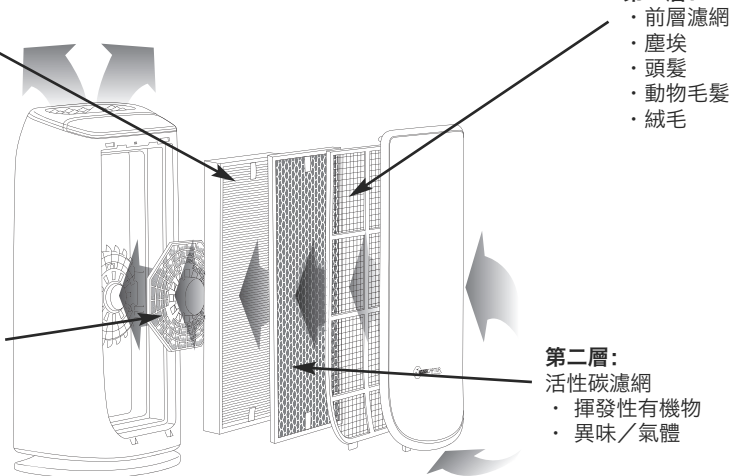 ・前層濾網
・塵埃
・頭髮
・動物毛髮
・絨毛
第二層：
活性碳濾網
・ 揮發性有機物
・ 異味／氣體